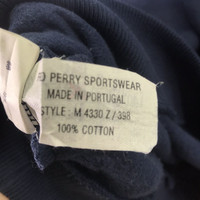 D PERRY SPORTSWEAR
MADE IN PORTUGAL
STYLE : M 4330 Z / 398
100% COTTON